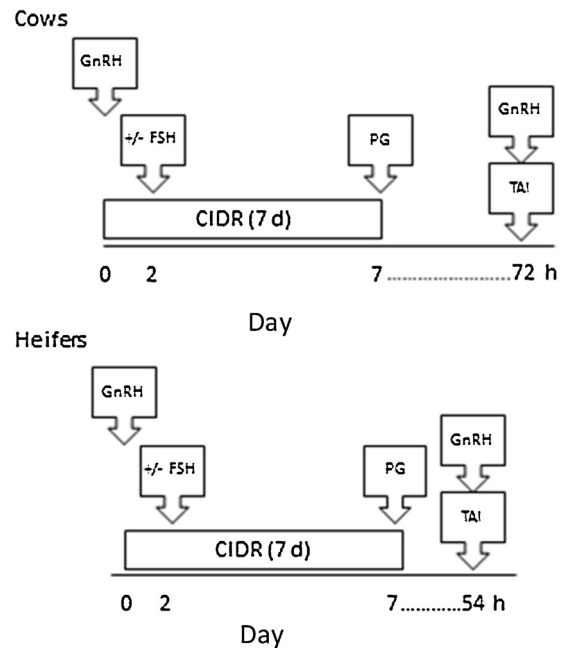 Cows
GnRH
+/- FSH
PG
GnRH
TAI
CIDR (7 d)
0 2 7 ........................72 h
Day
Heifers
GnRH
+/- FSH
PG
GnRH
TAI
CIDR (7 d)
0 2 7.............54 h
Day